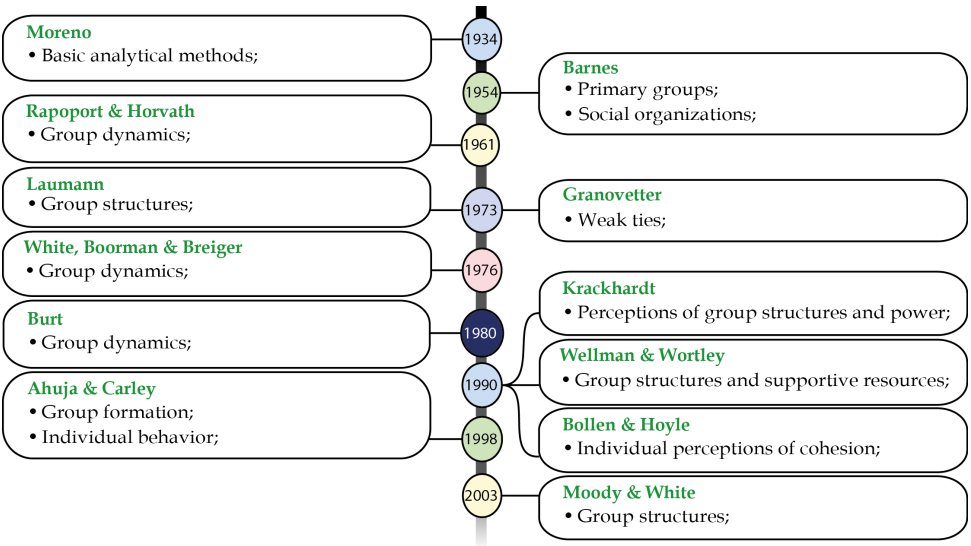 Moreno
• Basic analytical methods;
1934
Barnes
• Primary groups;
• Social organizations;
1954
Rapoport & Horvath
• Group dynamics;
1961
Laumann
• Group structures;
1973
Granovetter
• Weak ties;
White, Boorman & Breiger
• Group dynamics;
1976
Burt
• Group dynamics;
1980
Krackhardt
• Perceptions of group structures and power;
1990
Wellman & Wortley
• Group structures and supportive resources;
Bollen & Hoyle
• Individual perceptions of cohesion;
Ahuja & Carley
• Group formation;
• Individual behavior;
1998
2003
Moody & White
• Group structures;